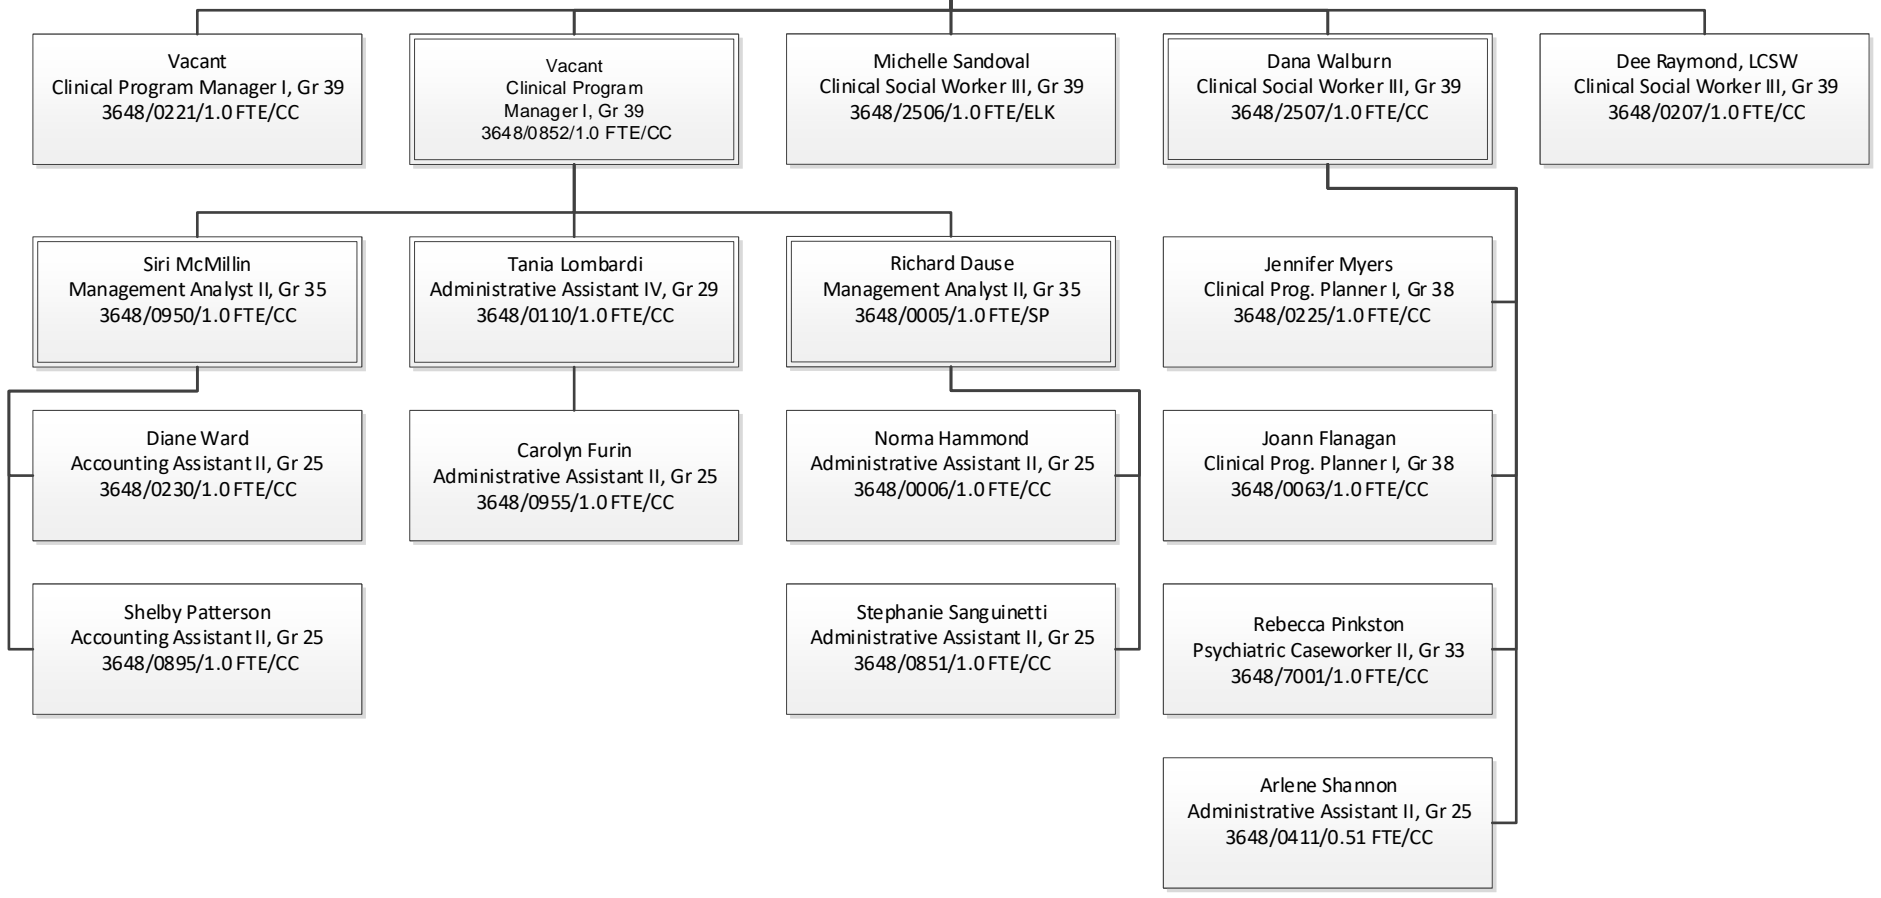 Vacant
Clinical Program Manager I, Gr 39
3648/0221/1.0 FTE/CC
Vacant
Clinical Program
Manager I, Gr 39
3648/0852/1.0 FTE/CC
Michelle Sandoval
Clinical Social Worker III, Gr 39
3648/2506/1.0 FTE/ELK
Dana Walburn
Clinical Social Worker III, Gr 39
3648/2507/1.0 FTE/CC
Dee Raymond, LCSW
Clinical Social Worker III, Gr 39
3648/0207/1.0 FTE/CC
Siri McMillin
Management Analyst II, Gr 35
3648/0950/1.0 FTE/CC
Tania Lombardi
Administrative Assistant IV, Gr 29
3648/0110/1.0 FTE/CC
Richard Dause
Management Analyst II, Gr 35
3648/0005/1.0 FTE/SP
Jennifer Myers
Clinical Prog. Planner I, Gr 38
3648/0225/1.0 FTE/CC
Diane Ward
Accounting Assistant II, Gr 25
3648/0230/1.0 FTE/CC
Carolyn Furin
Administrative Assistant II, Gr 25
3648/0955/1.0 FTE/CC
Norma Hammond
Administrative Assistant II, Gr 25
3648/0006/1.0 FTE/CC
Joann Flanagan
Clinical Prog. Planner I, Gr 38
3648/0063/1.0 FTE/CC
Shelby Patterson
Accounting Assistant II, Gr 25
3648/0895/1.0 FTE/CC
Stephanie Sanguinetti
Administrative Assistant II, Gr 25
3648/0851/1.0 FTE/CC
Rebecca Pinkston
Psychiatric Caseworker II, Gr 33
3648/7001/1.0 FTE/CC
Arlene Shannon
Administrative Assistant II, Gr 25
3648/0411/0.51 FTE/CC